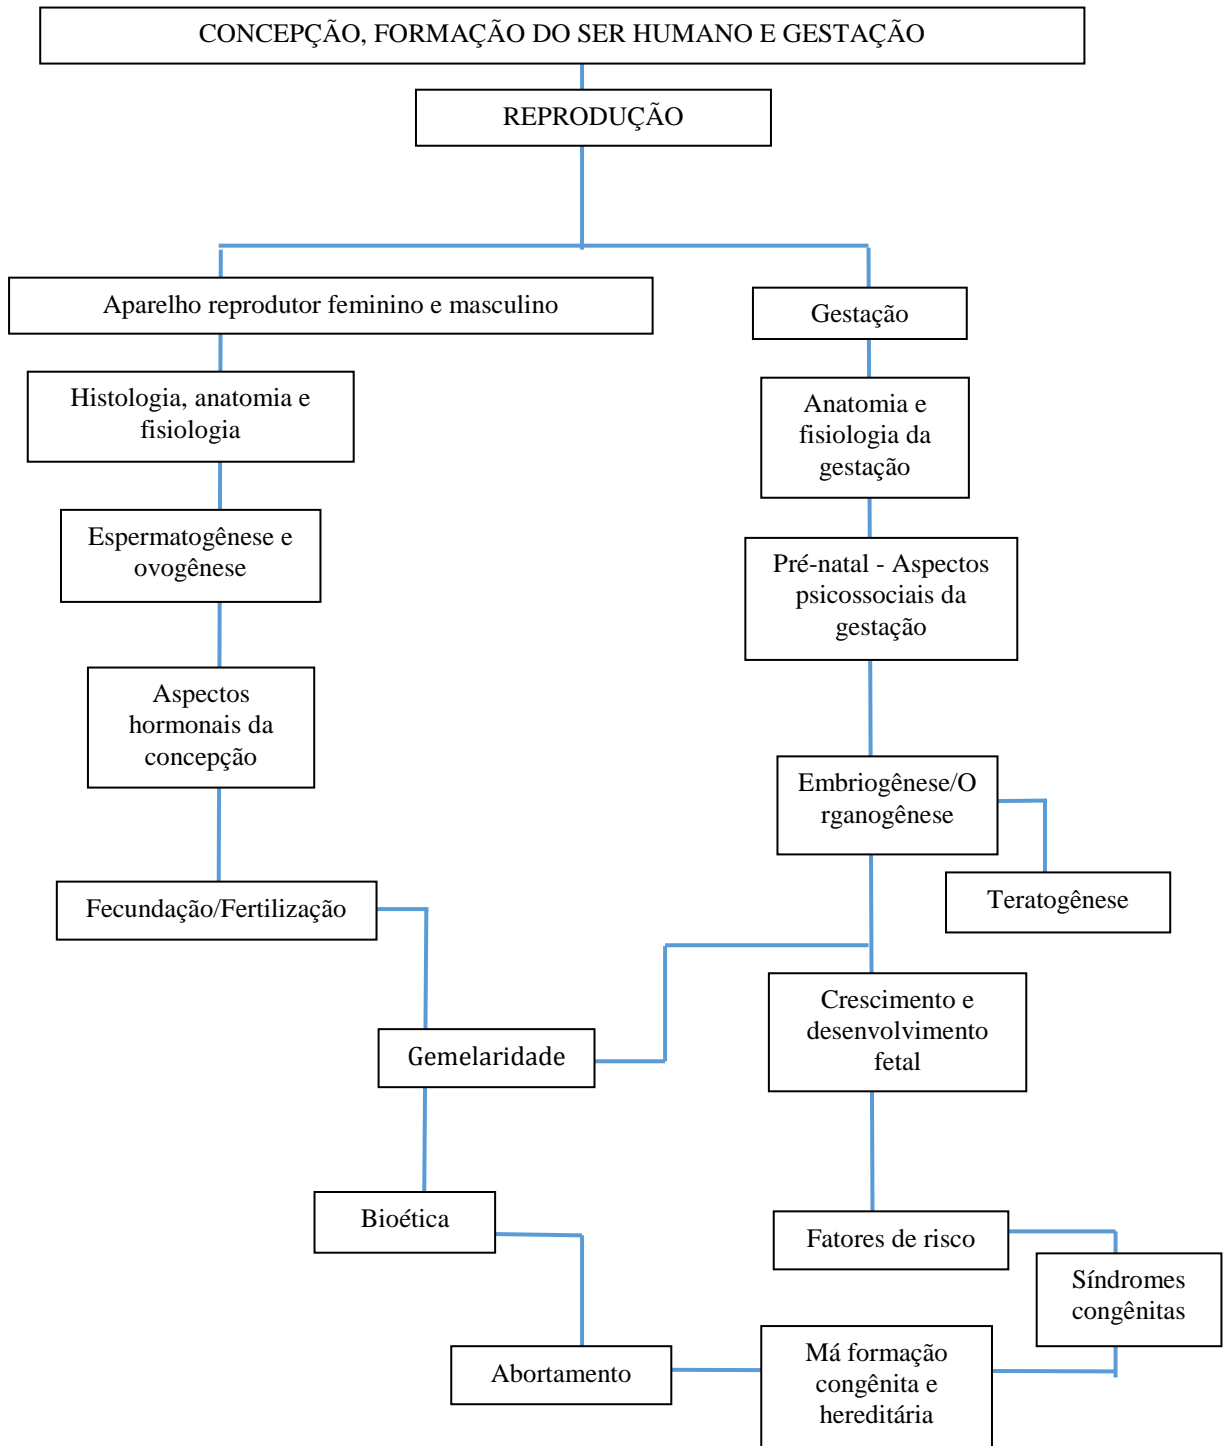 CONCEPÇÃO, FORMAÇÃO DO SER HUMANO E GESTAÇÃO
REPRODUÇÃO
Aparelho reprodutor feminino e masculino
Gestação
Histologia, anatomia e
fisiologia
Anatomia e
fisiologia da
gestação
Espermatogênese e
ovogênese
Pré-natal - Aspectos
psicossociais da
gestação
Aspectos
hormonais da
concepção
Embriogênese/O
rganogênese
Fecundação/Fertilização
Teratogênese
Crescimento e
desenvolvimento
fetal
Gemelaridade
Bioética
Fatores de risco
Síndromes
congênitas
Abortamento
Má formação
congênita e
hereditária